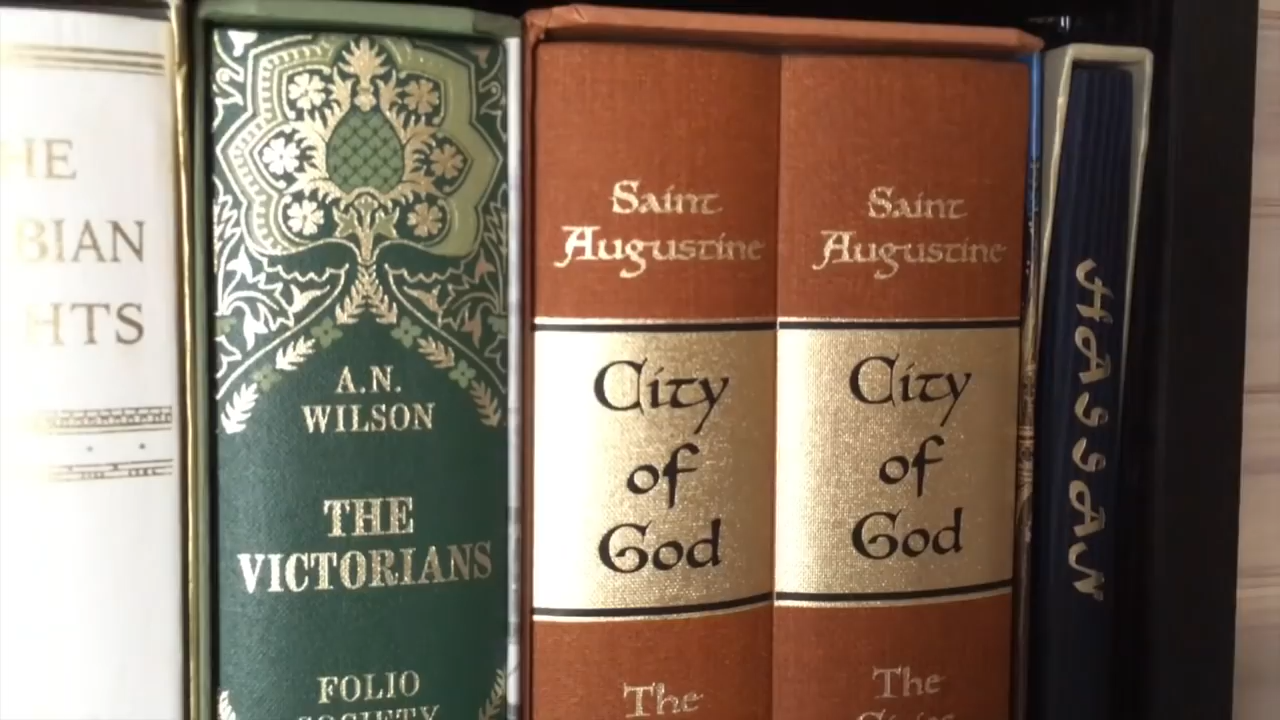 HE
BIAN
HTS
A.N.
WILSON
THE
VICTORIANS
FOLIO
SOCIETY
Saint
Augustine
City
of
God
The
Saint
Augustine
City
of
God
The
HASSAN